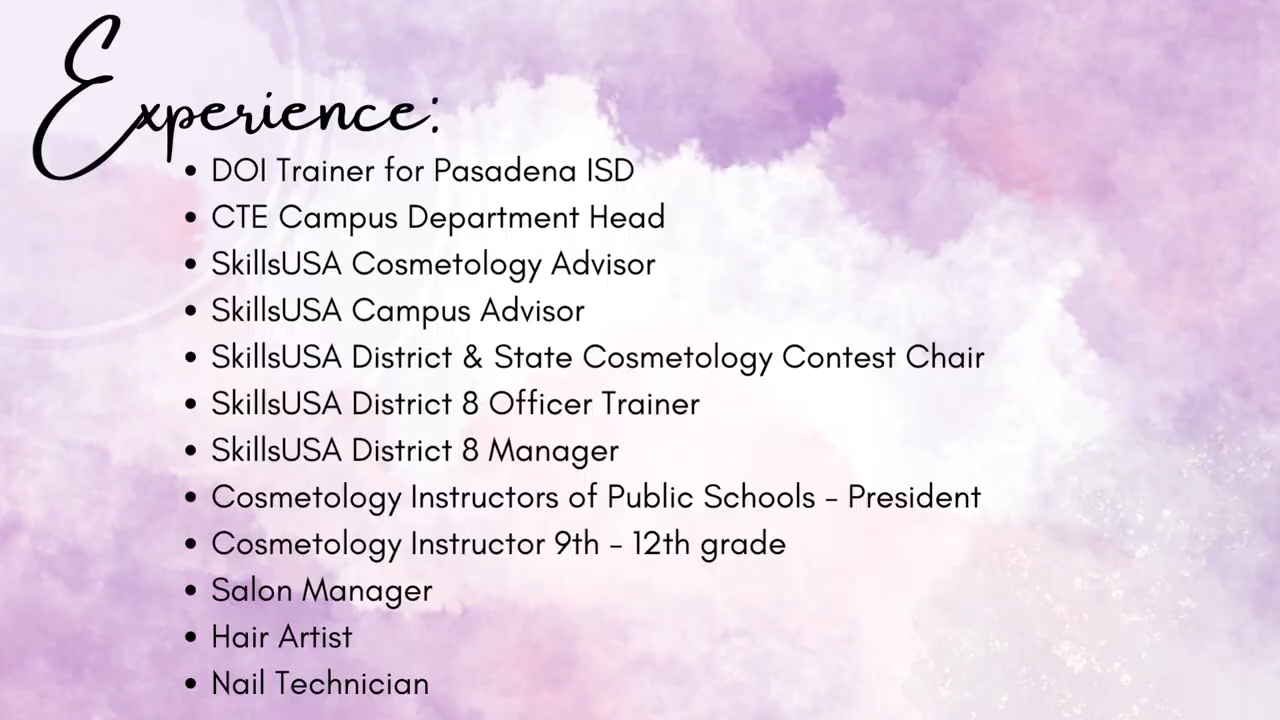 Experience:
• DOI Trainer for Pasadena ISD
• CTE Campus Department Head
• SkillsUSA Cosmetology Advisor
• SkillsUSA Campus Advisor
• SkillsUSA District & State Cosmetology Contest Chair
• SkillsUSA District 8 Officer Trainer
• SkillsUSA District 8 Manager
• Cosmetology Instructors of Public Schools – President
• Cosmetology Instructor 9th – 12th grade
• Salon Manager
• Hair Artist
• Nail Technician